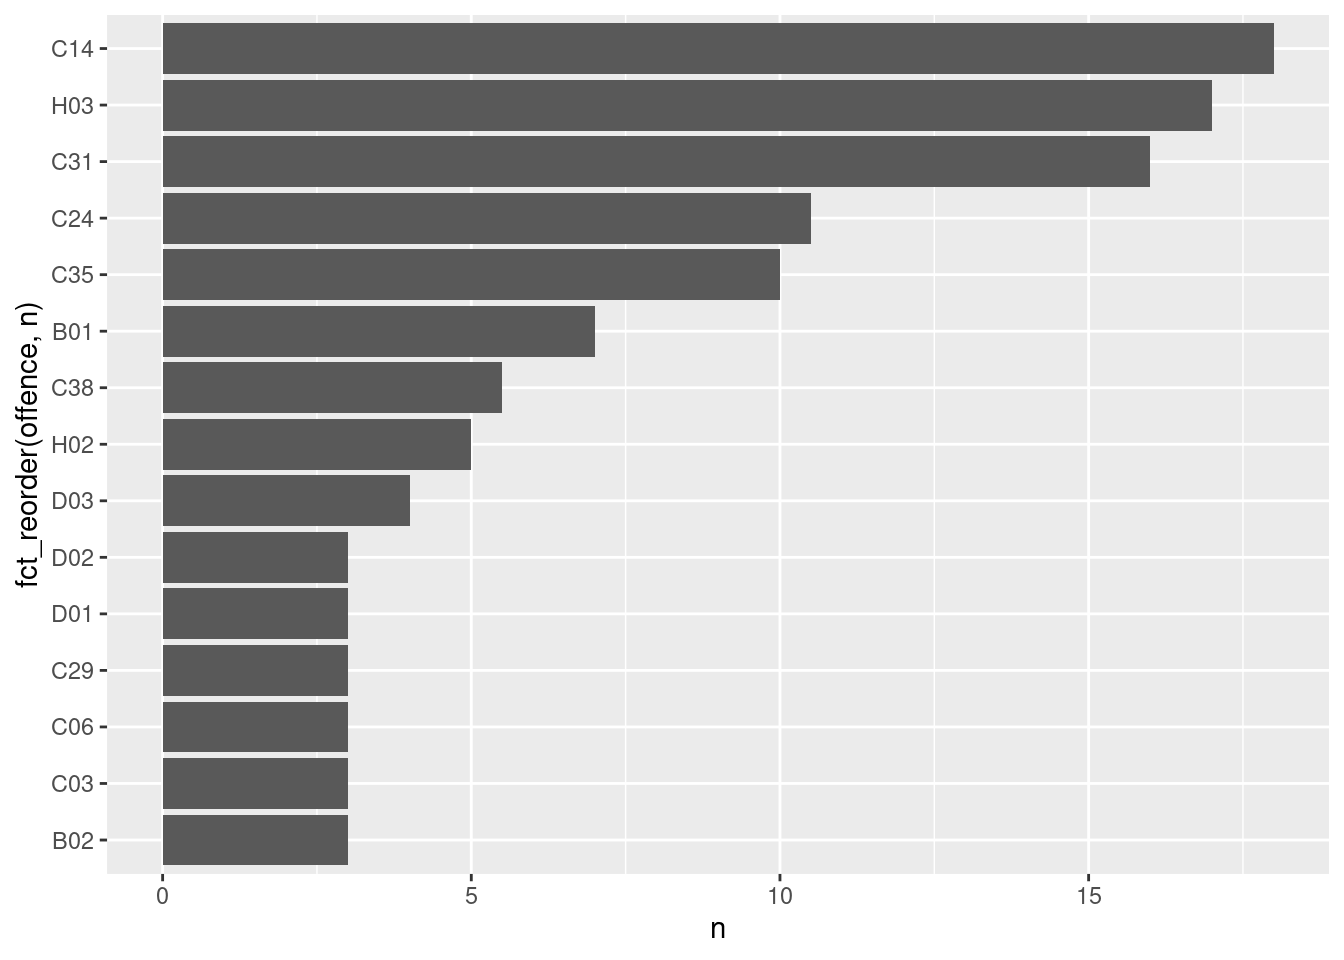 C14
H03
C31
C24
C35
B01
C38
H02
D03
D02
D01
C29
C06
C03
B02
fct_reorder(offence, n)
0 5 10 15
n